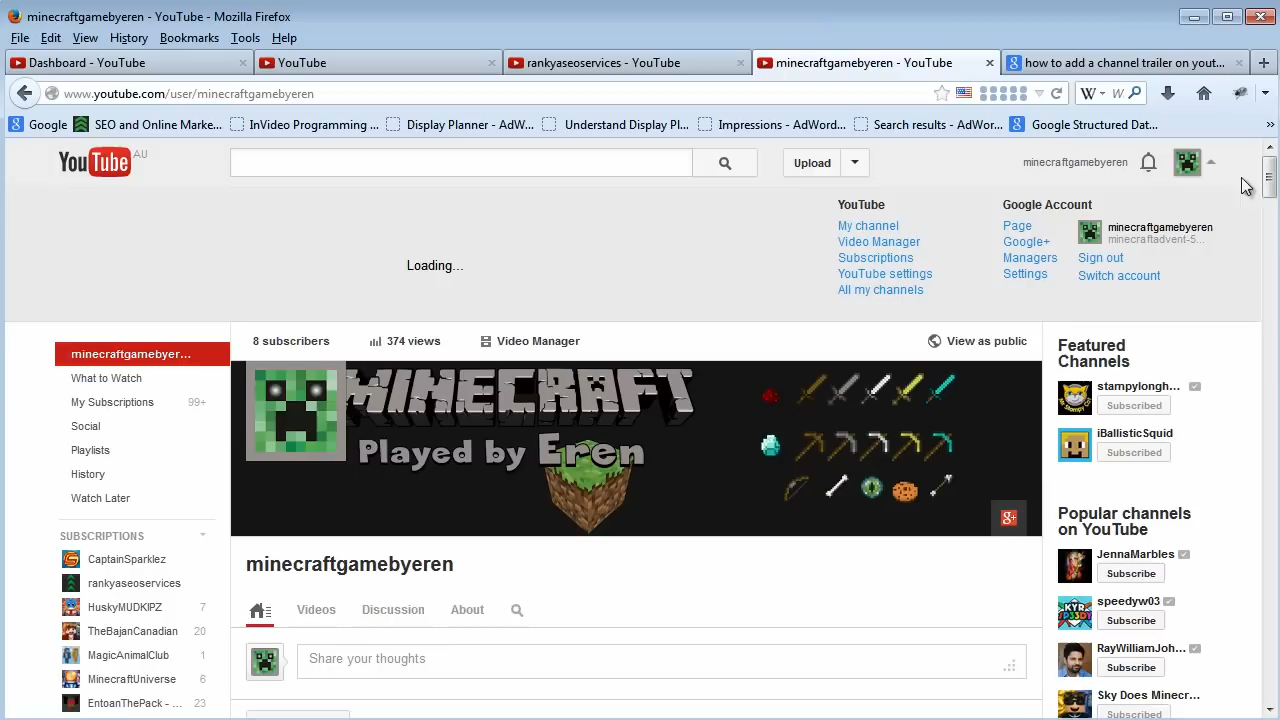 minecraftgamebyeren - YouTube - Mozilla Firefox
File Edit View History Bookmarks Tools Help
Dashboard - YouTube
YouTube
rankyaseoservices - YouTube
minecraftgamebyeren - YouTube
how to add a channel trailer on yout...
www.youtube.com/user/minecraftgamebyeren
W W
Google
SEO and Online Marke...
InVideo Programming ...
Display Planner - AdW...
Understand Display Pl...
Impressions - AdWord...
Search results - AdWor...
Google Structured Dat...
»
YouTube AU
Upload
minecraftgamebyeren
YouTube
My channel
Video Manager
Subscriptions
YouTube settings
All my channels
Google Account
Page
Google+
Managers
Settings
minecraftgamebyeren
minecraftadvent-5...
Sign out
Switch account
Loading...
minecraftgamebyer...
What to Watch
My Subscriptions 99+
Social
Playlists
History
Watch Later
SUBSCRIPTIONS
CaptainSparklez
rankyaseoservices
HuskyMUDKIPZ 7
TheBajanCanadian 20
MagicAnimalClub 1
MinecraftUniverse 6
EntoanThePack - ... 23
8 subscribers
374 views
Video Manager
View as public
MINECRAFT
Played by Eren
g+
minecraftgamebyeren
Videos Discussion About
Share your thoughts
Featured
Channels
stampylongh...
Subscribed
iBallisticSquid
Subscribed
Popular channels
on YouTube
JennaMarbles
Subscribe
speedyw03
Subscribe
RayWilliamJoh...
Subscribe
Sky Does Minecr...
Subscribed